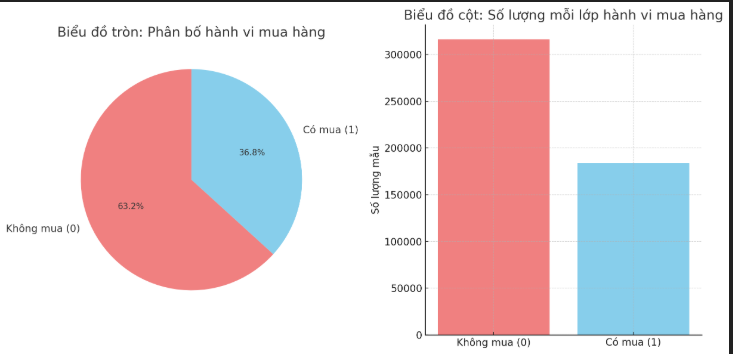 Biểu đồ tròn: Phân bố hành vi mua hàng
Có mua (1)
36.8%
63.2%
Không mua (0)
Biểu đồ cột: Số lượng mỗi lớp hành vi mua hàng
Số lượng mẫu
300000
250000
200000
150000
100000
50000
0
Không mua (0)
Có mua (1)